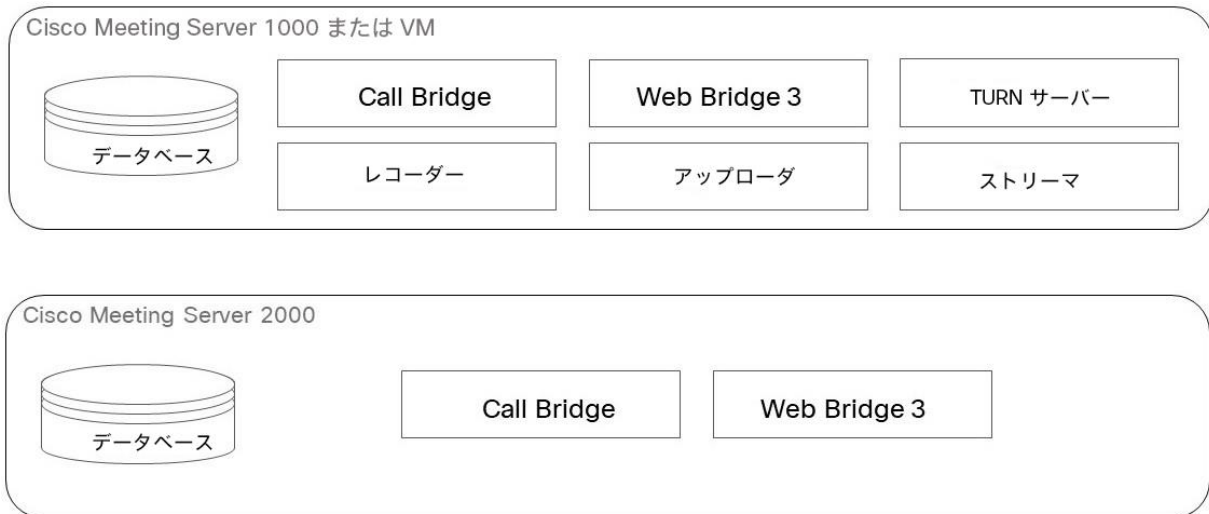 Cisco Meeting Server 1000 または VM
Call Bridge
Web Bridge 3
TURN サーバー
データベース
レコーダー
アップローダ
ストリーマ
Cisco Meeting Server 2000
Call Bridge
Web Bridge 3
データベース